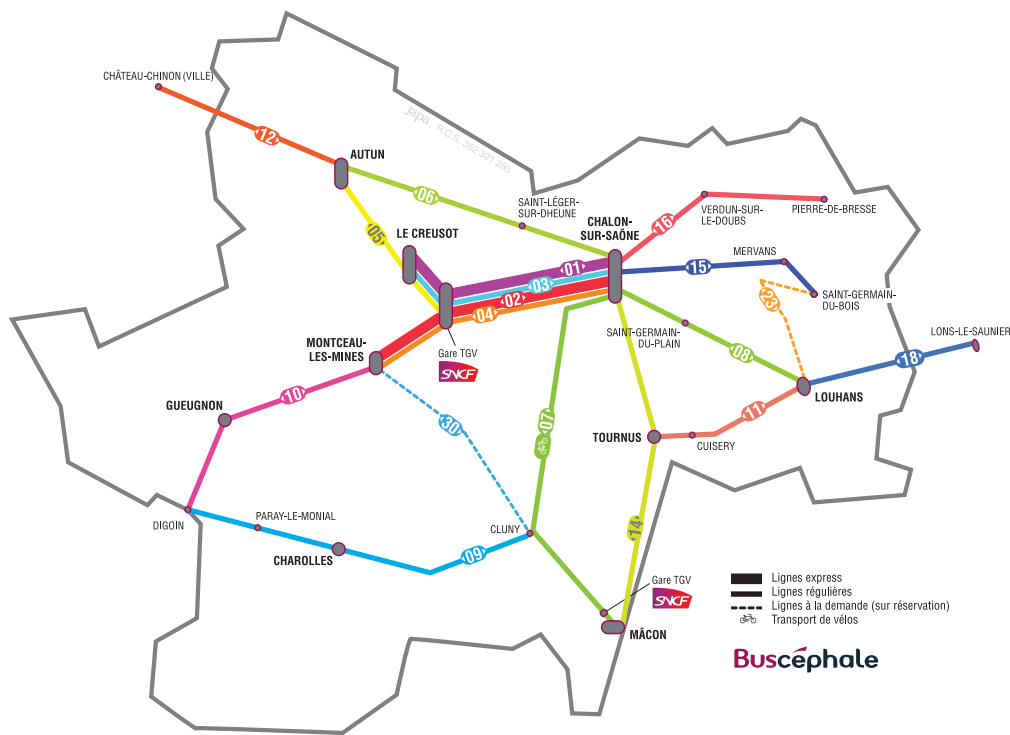 CHÂTEAU-CHINON (VILLE)
12
AUTUN
japa. R.C.S. 352 321 285
06
SAINT-LÉGER-
SUR-DHEUNE
CHALON-
SUR-SAÔNE
16
VERDUN-SUR-
LE-DOUBS
PIERRE-DE-BRESSE
05
LE CREUSOT
01
03
02
04
15
MERVANS
23
SAINT-GERMAIN-
DU-BOIS
MONTCEAU-
LES-MINES
Gare TGV
SNCF
SAINT-GERMAIN-
DU-PLAIN
08
LONS-LE-SAUNIER
18
LOUHANS
10
GUEUGNON
30
07
11
TOURNUS
CUISERY
DIGOIN
PARAY-LE-MONIAL
CHAROLLES
09
CLUNY
14
Gare TGV
SNCF
MÂCON
Lignes express
Lignes régulières
Lignes à la demande (sur réservation)
Transport de vélos
Buscéphale